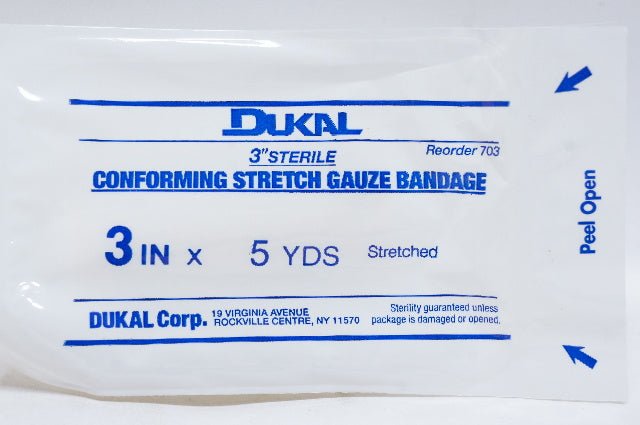 DUKAL
3" STERILE
Reorder 703
CONFORMING STRETCH GAUZE BANDAGE
3 IN x 5 YDS Stretched
DUKAL Corp.
19 VIRGINIA AVENUE
ROCKVILLE CENTRE, NY 11570
Sterility guaranteed unless
package is damaged or opened.
Peel Open